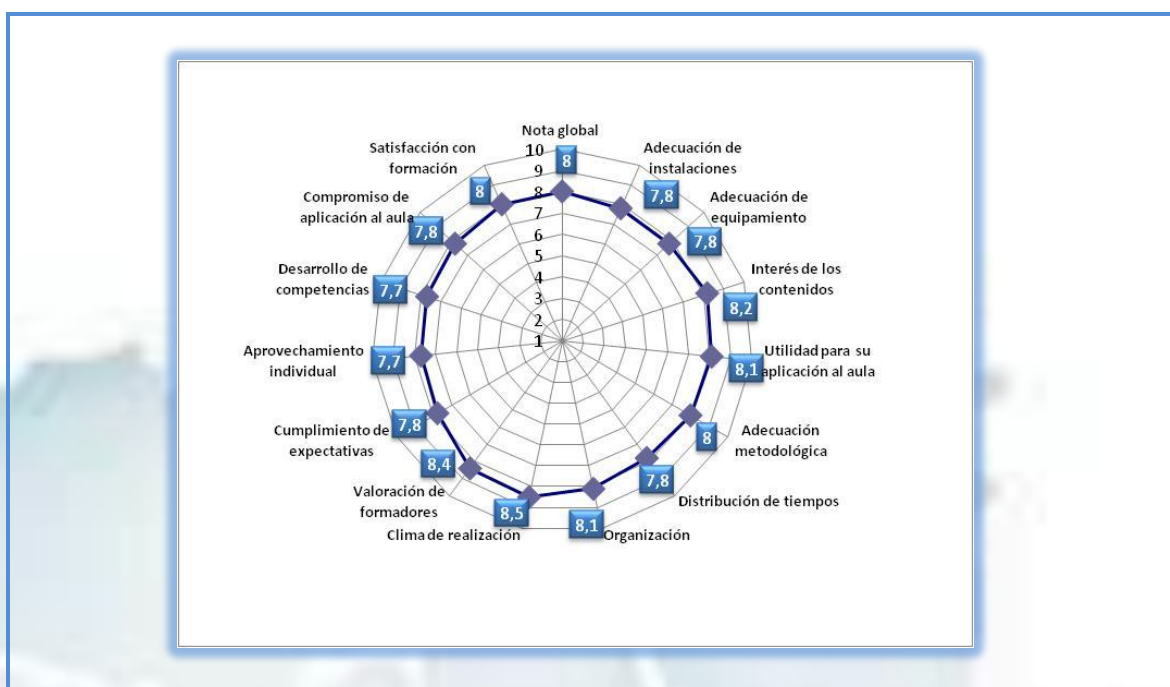 Nota global
10
9
8
7
6
5
4
3
2
1
8
Adecuación de
instalaciones
7,8
Adecuación de
equipamiento
7,8
Interés de los
contenidos
8,2
Utilidad para su
aplicación al aula
8,1
Adecuación
metodológica
8
Distribución de tiempos
7,8
Organización
8,1
Clima de realización
8,5
Valoración de
formadores
8,4
Cumplimiento de
expectativas
7,8
Aprovechamiento
individual
7,7
Desarrollo de
competencias
7,7
Compromiso de
aplicación al aula
7,8
Satisfacción con
formación
8